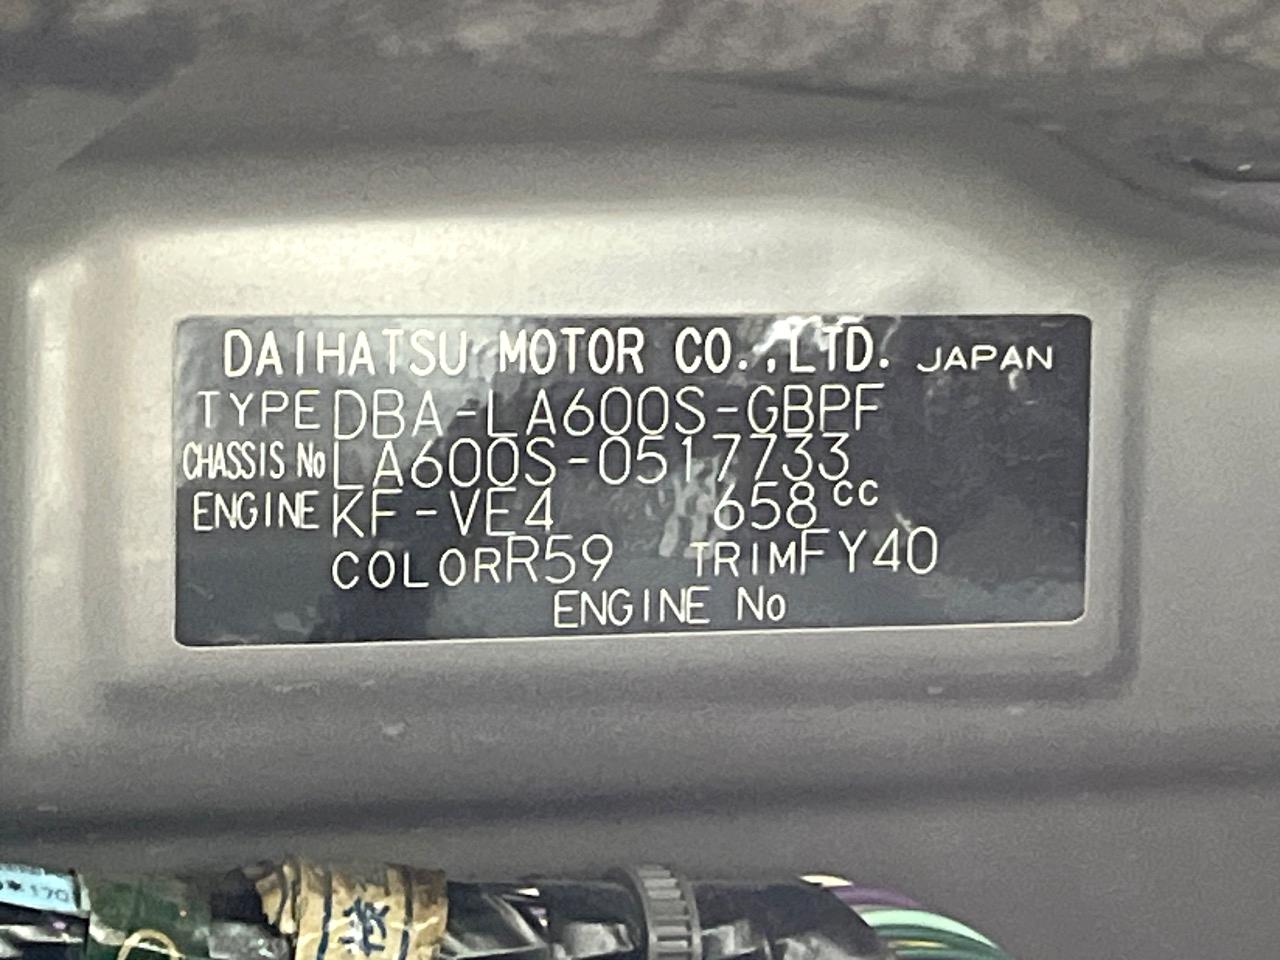 DAIHATSU MOTOR CO.,LTD. JAPAN
TYPE DBA-LA600S-GBPF
CHASSIS No LA600S-0517733
ENGINE KF-VE4 658cc
COLOR R59 TRIM FY40
ENGINE No